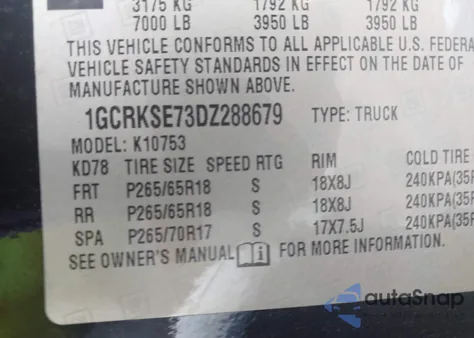 3175 KG 1792 KG 1792 KG
7000 LB 3950 LB 3950 LB
THIS VEHICLE CONFORMS TO ALL APPLICABLE U.S. FEDERA
VEHICLE SAFETY STANDARDS IN EFFECT ON THE DATE OF
MANUFACTURE SHOWN ABOVE.
1GCRKSE73DZ288679 TYPE: TRUCK
MODEL: K10753
KD78 TIRE SIZE SPEED RTG RIM COLD TIRE
FRT P265/65R18 S 18X8J 240KPA(35P
RR P265/65R18 S 18X8J 240KPA(35P
SPA P265/70R17 S 17X7.5J 240KPA(35P
SEE OWNER'S MANUAL FOR MORE INFORMATION.
autoSnap